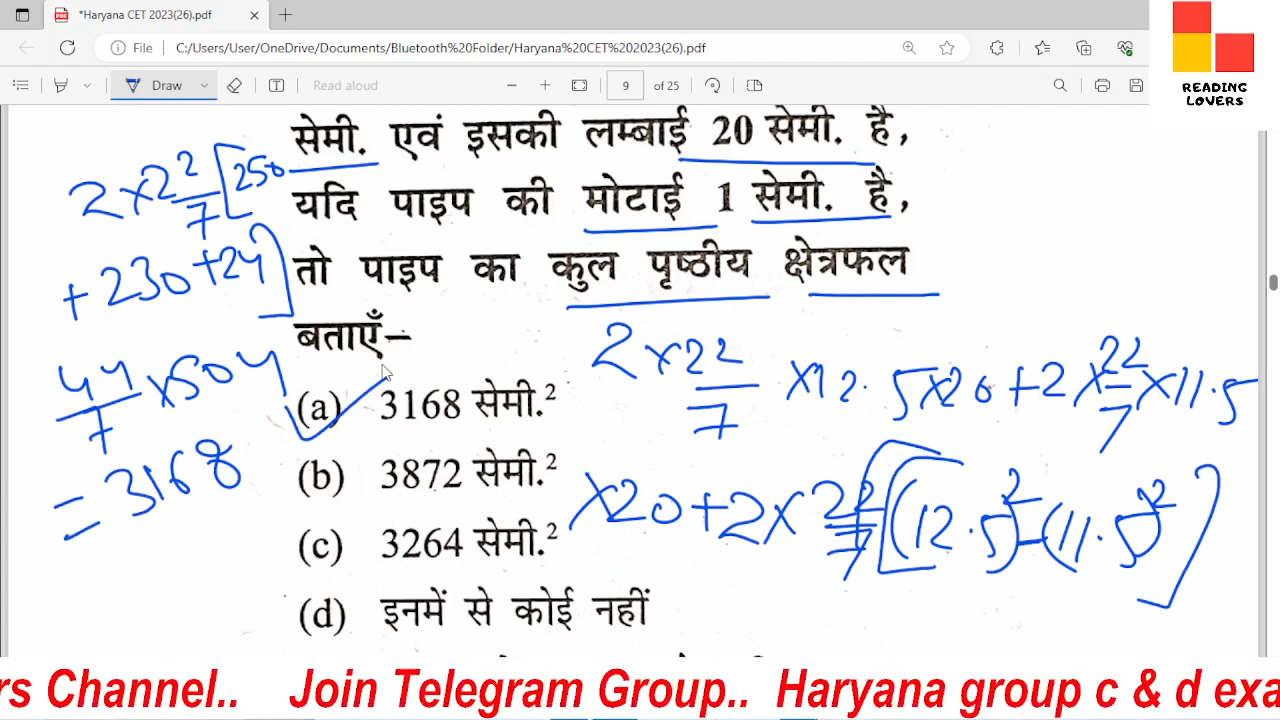 *Haryana CET 2023(26).pdf
File C:/Users/User/OneDrive/Documents/Bluetooth%20Folder/Haryana%20CET%202023(26).pdf
Draw Read aloud 9 of 25
READING
LOVERS
सेमी. एवं इसकी लम्बाई 20 सेमी. है,
यदि पाइप की मोटाई 1 सेमी. है,
तो पाइप का कुल पृष्ठीय क्षेत्रफल
बताएँ–
(a) 3168 सेमी.²
(b) 3872 सेमी.²
(c) 3264 सेमी.²
(d) इनमें से कोई नहीं
2 × 22/7 [250
+ 230 + 24]
44/7 × 504
= 3168
2 × 22/7 × 12.5 × 20 + 2 × 22/7 × 11.5
× 20 + 2 × 22/7 [(12.5)² - (11.5)²]
rs Channel.. Join Telegram Group.. Haryana group c & d exa